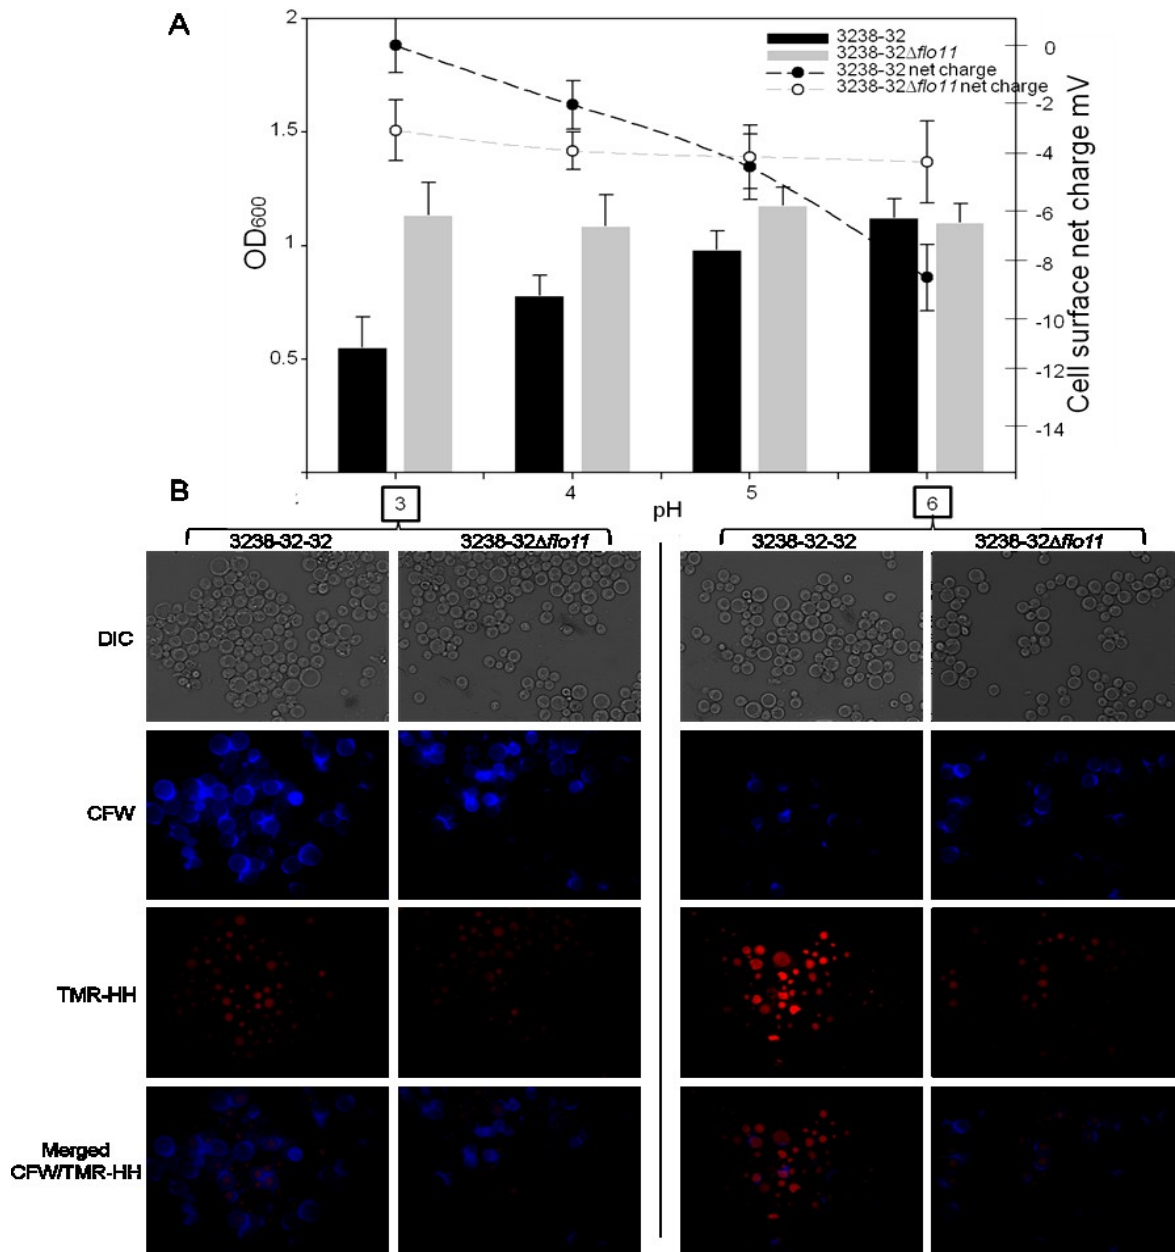 A
2
1.5
1
0.5
OD600
3238-32
3238-32Δflo11
3238-32 net charge
3238-32Δflo11 net charge
0
-2
-4
-6
-8
-10
-12
-14
Cell surface net charge mV
3
4
5
6
pH
B
3238-32-32
3238-32Δflo11
3238-32-32
3238-32Δflo11
DIC
CFW
TMR-HH
Merged
CFW/TMR-HH